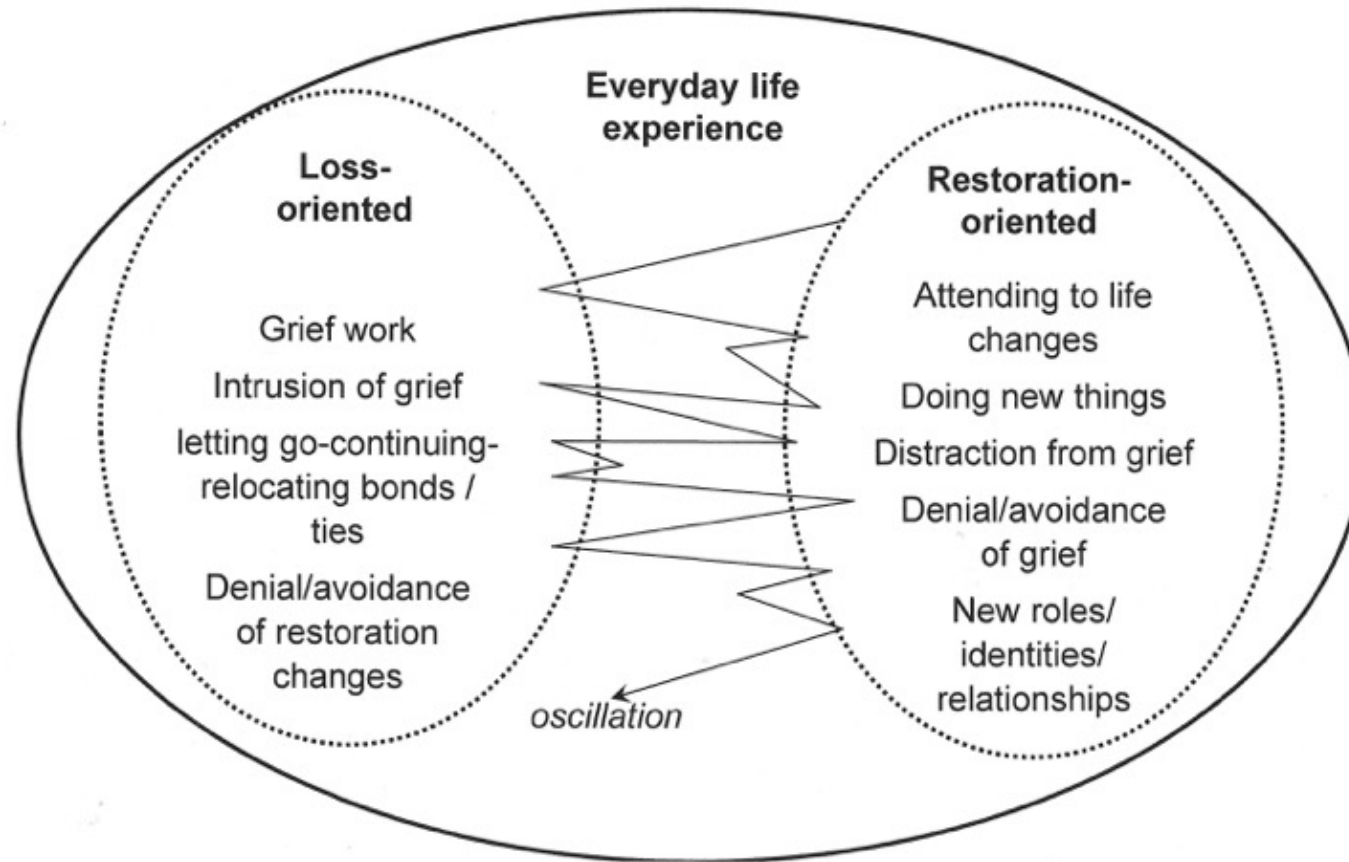 Everyday life
experience
Loss-
oriented
Grief work
Intrusion of grief
letting go-continuing-
relocating bonds /
ties
Denial/avoidance
of restoration
changes
Restoration-
oriented
Attending to life
changes
Doing new things
Distraction from grief
Denial/avoidance
of grief
New roles/
identities/
relationships
oscillation